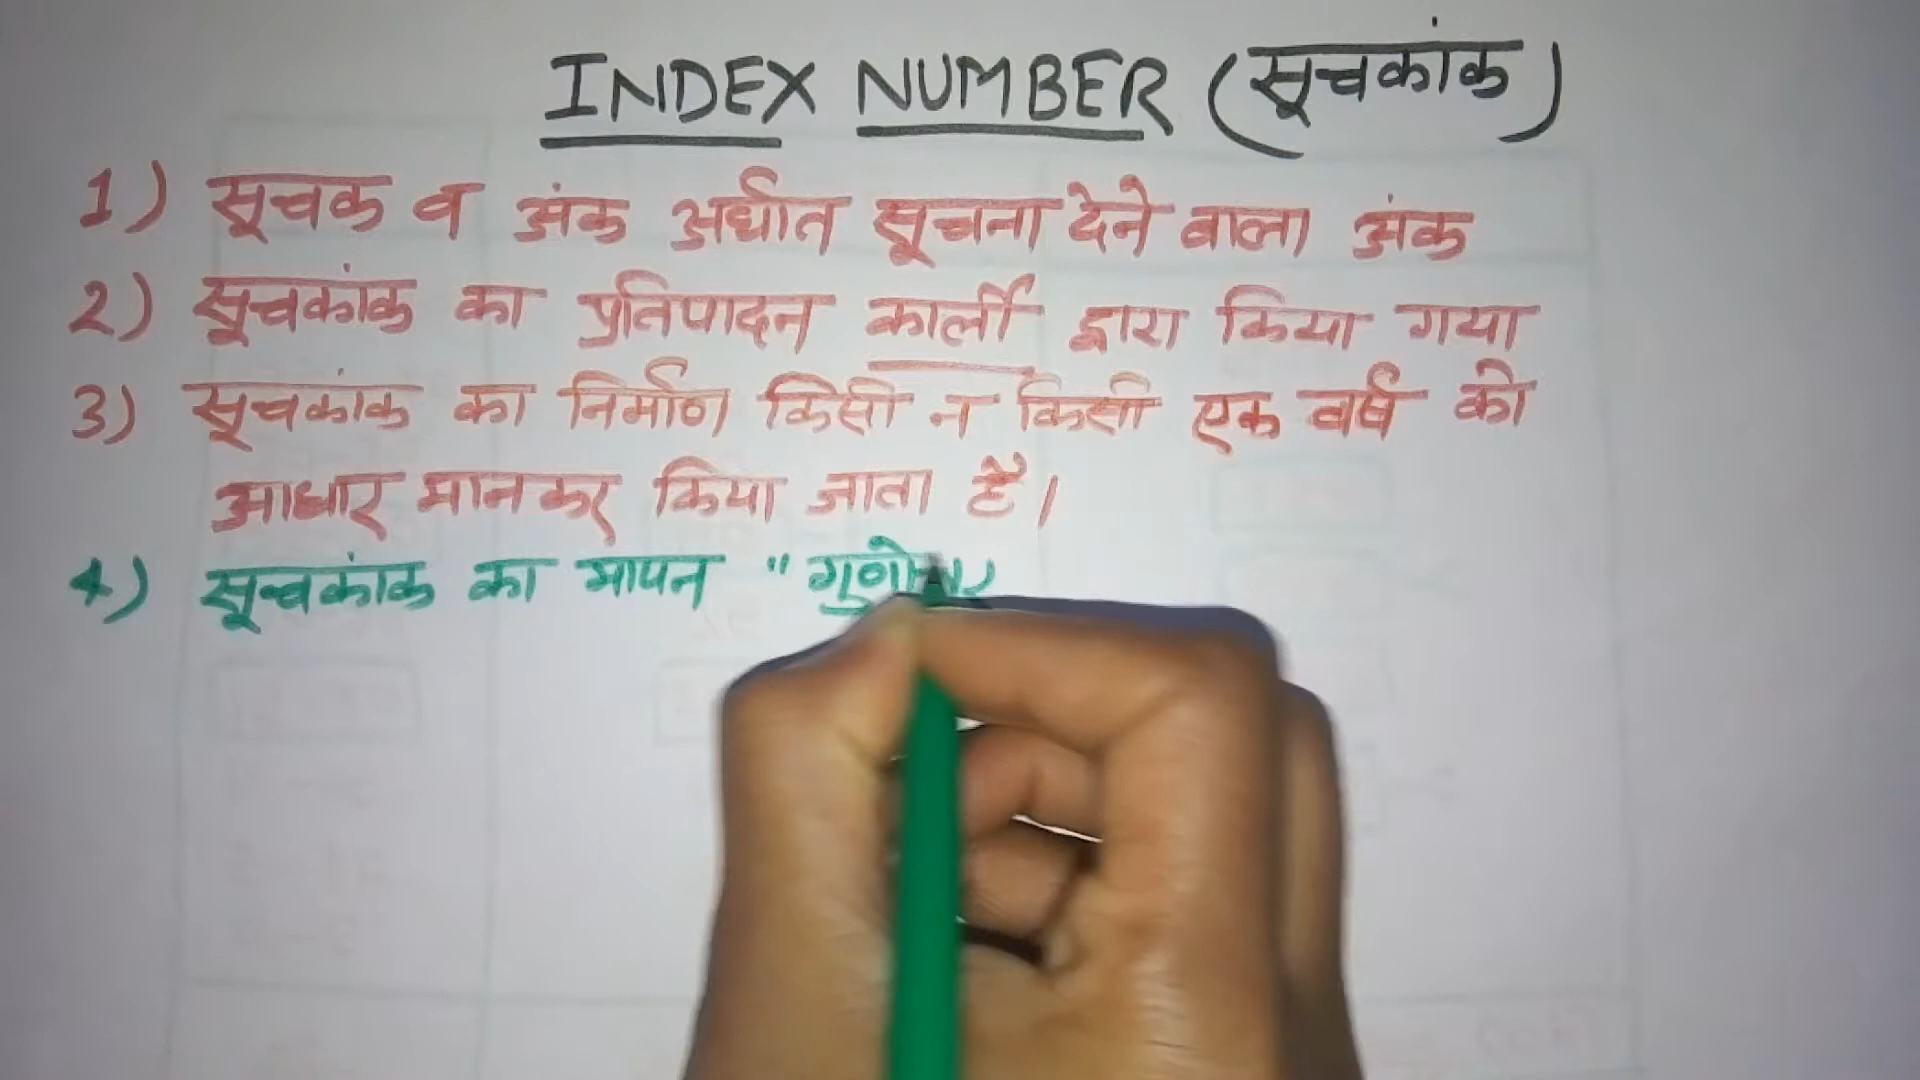 INDEX NUMBER (सूचकांक)
1) सूचक व अंक अर्थात सूचना देने वाला अंक
2) सूचकांक का प्रतिपादन कार्ली द्वारा किया गया
3) सूचकांक का निर्माण किसी न किसी एक वर्ष को
आधार मानकर किया जाता है।
4) सूचकांक का मापन "